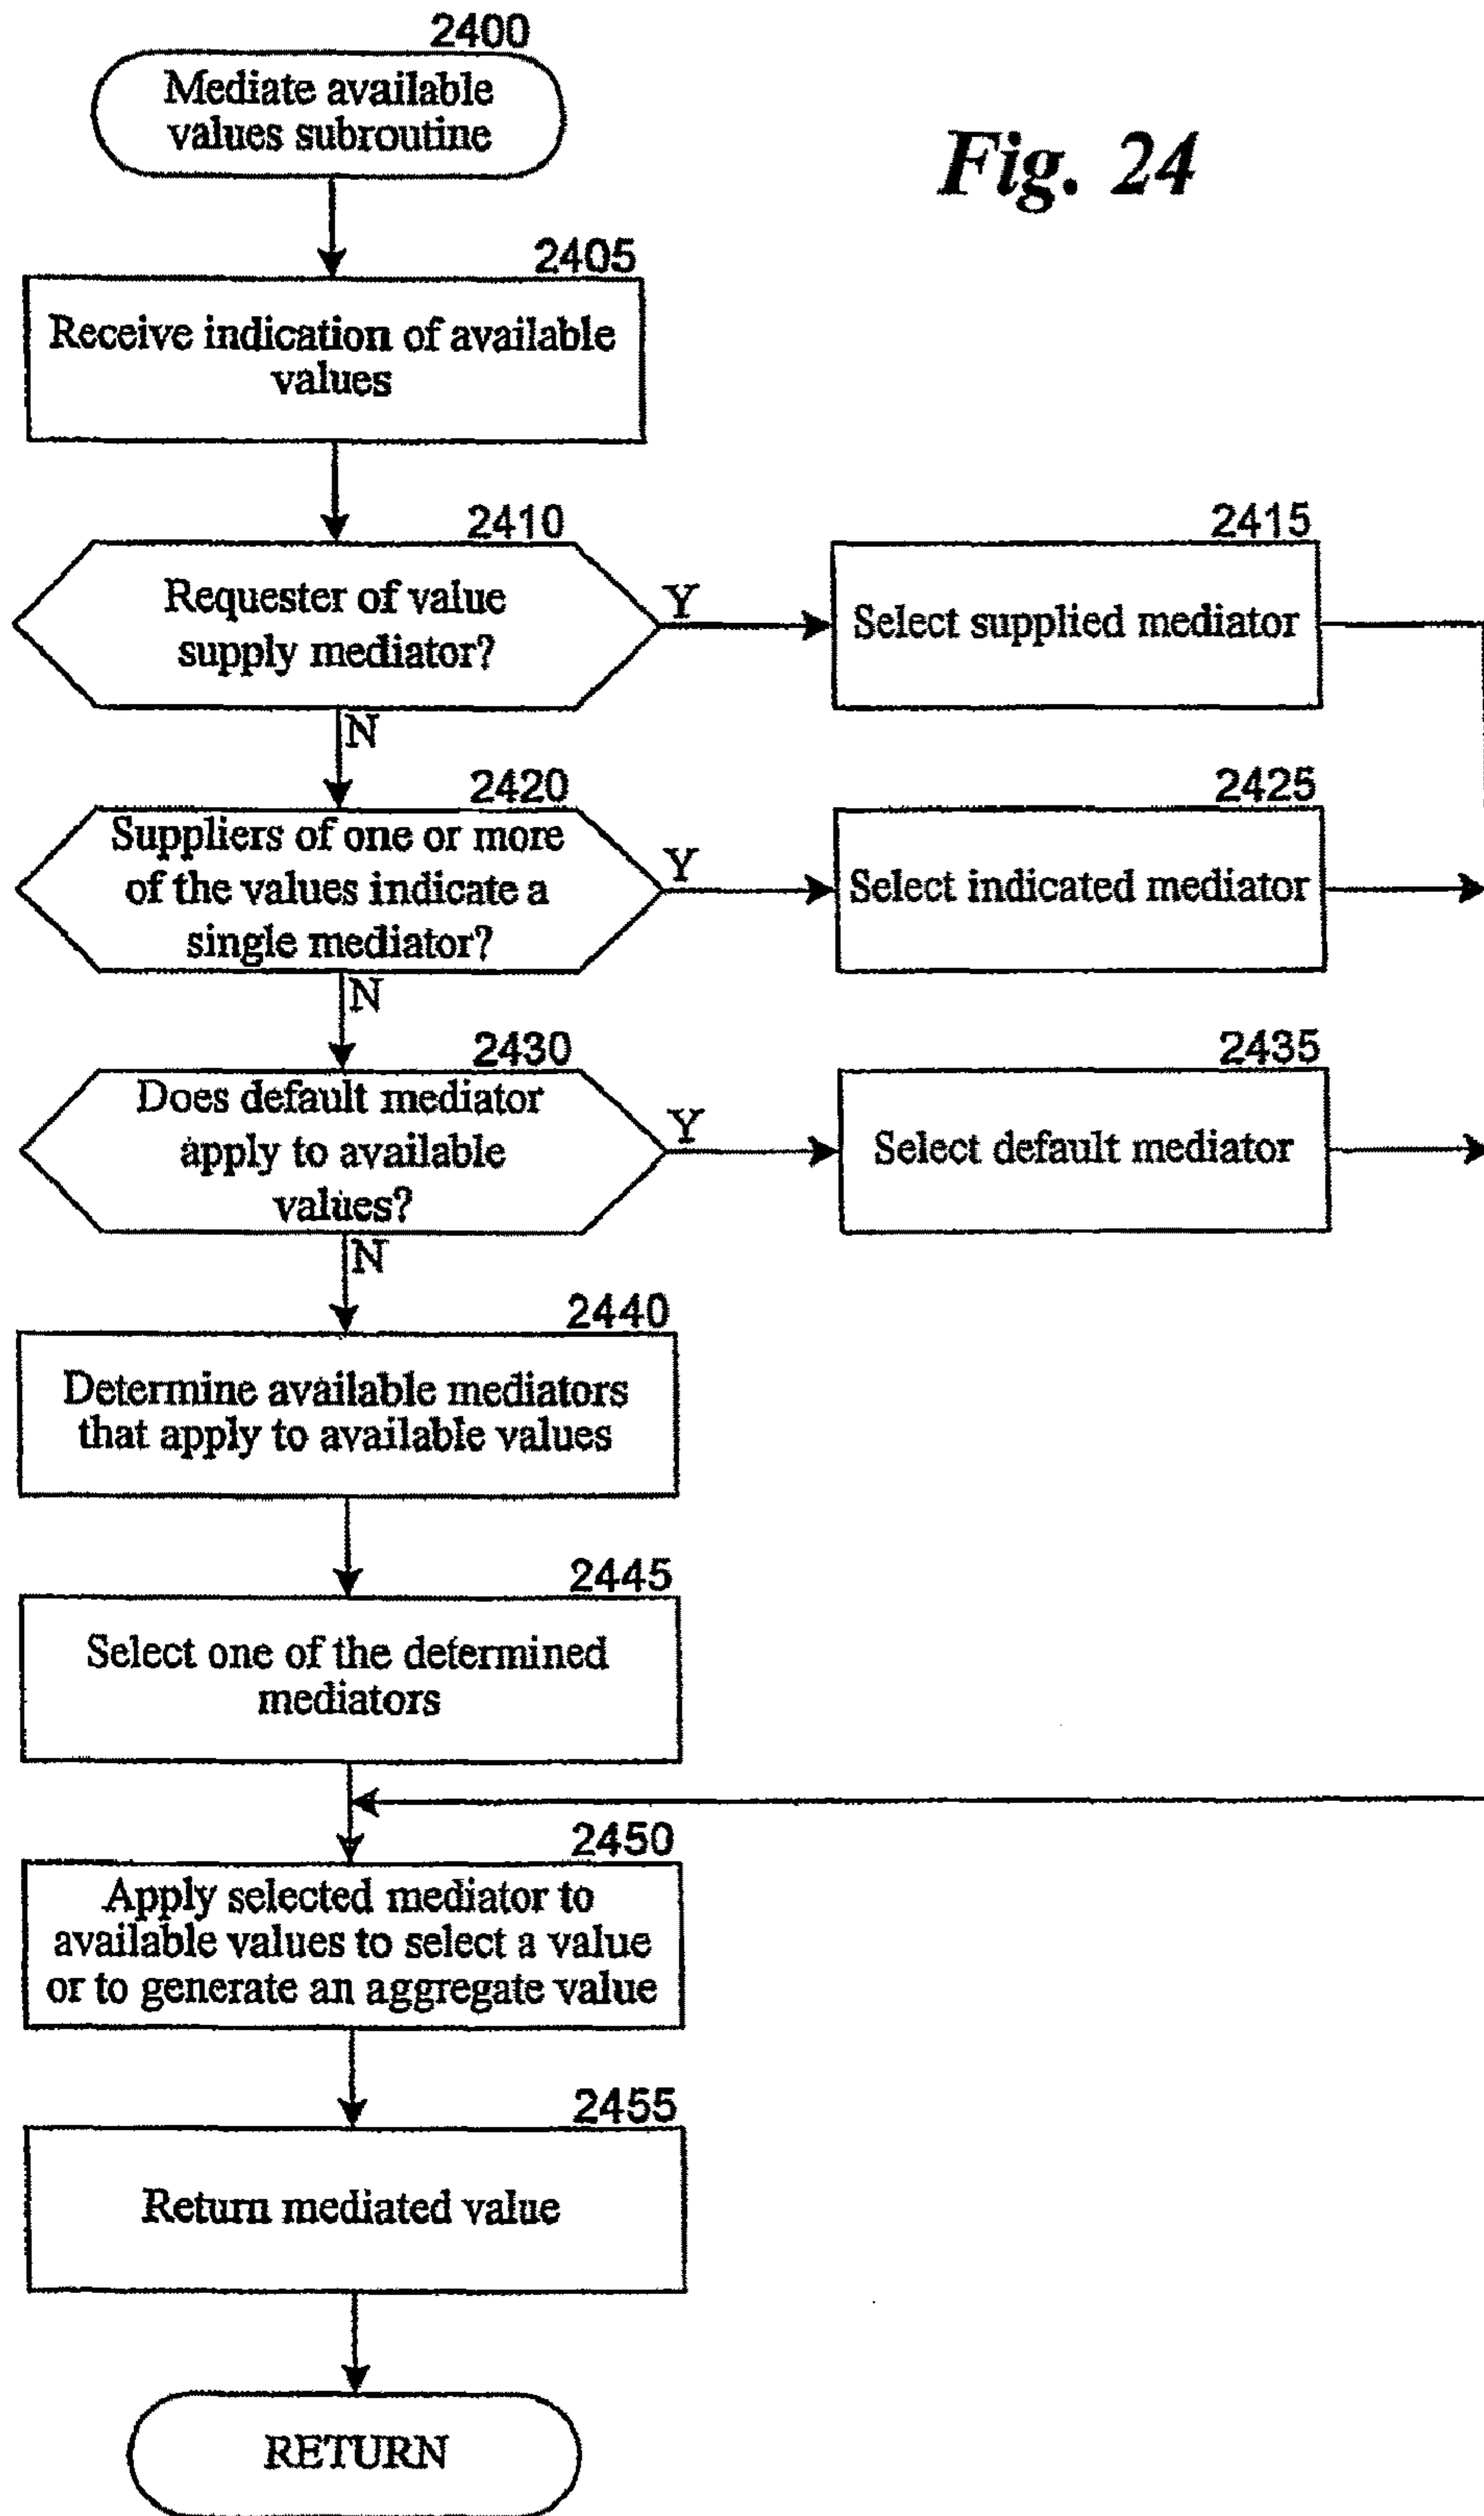 2400
Mediate available
values subroutine
Fig. 24
2405
Receive indication of available
values
2410
Requester of value
supply mediator?
Y
2415
Select supplied mediator
N
2420
Suppliers of one or more
of the values indicate a
single mediator?
Y
2425
Select indicated mediator
N
2430
Does default mediator
apply to available
values?
Y
2435
Select default mediator
N
2440
Determine available mediators
that apply to available values
2445
Select one of the determined
mediators
2450
Apply selected mediator to
available values to select a value
or to generate an aggregate value
2455
Return mediated value
RETURN